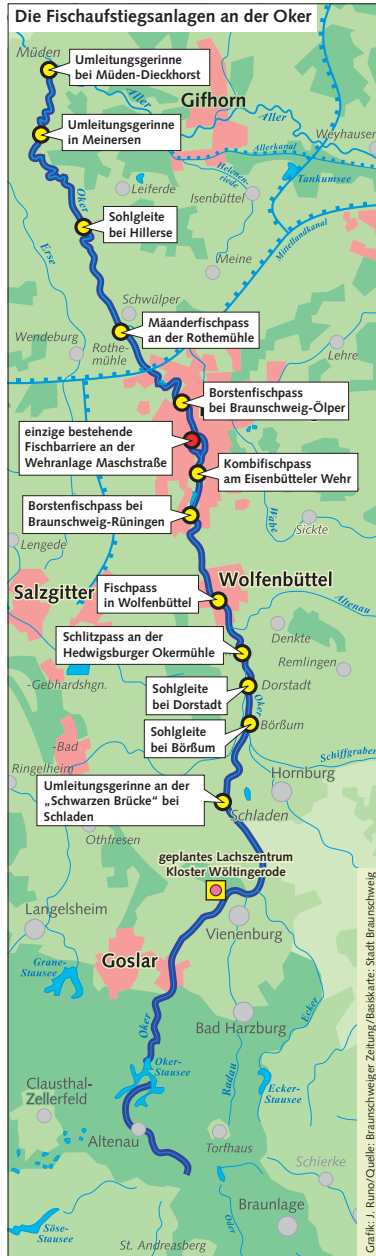 Die Fischaufstiegsanlagen an der Oker
Müden
Umleitungsgerinne
bei Müden-Dieckhorst
Aller
Gifhorn
Aller
Weyhausen
Umleitungsgerinne
in Meinersen
Allerkanal
Helenen-
riede
Tankumsee
Oker
Leiferde
Isenbüttel
Sohlgleite
bei Hillerse
Mittellandkanal
Erse
Meine
Schwülper
Mäanderfischpass
an der Rothemühle
Wendeburg
Rothe-
mühle
Lehre
Borstenfischpass
bei Braunschweig-Ölper
einzige bestehende
Fischbarriere an der
Wehranlage Maschstraße
Kombifischpass
am Eisenbütteler Wehr
Borstenfischpass bei
Braunschweig-Rüningen
Wabe
Sickte
Lengede
Salzgitter
Wolfenbüttel
Fischpass
in Wolfenbüttel
Altenau
Schlitzpass an der
Hedwigsburger Okermühle
Denkte
Remlingen
-Gebhardshgn.
Sohlgleite
bei Dorstadt
Dorstadt
Oker
Sohlgleite
bei Börßum
Börßum
-Bad
Schiffgraben
Ringelheim
Hornburg
Umleitungsgerinne an der
„Schwarzen Brücke“ bei
Schladen
Schladen
Othfresen
geplantes Lachszentrum
Kloster Wöltingerode
Langelsheim
Vienenburg
Grane-
Stausee
Goslar
Ecker
Oker
Bad Harzburg
Radau
Oker-
Stausee
Ecker-
Stausee
Clausthal-
Zellerfeld
Altenau
Torfhaus
Schierke
Söse-
Stausee
Oder
Braunlage
St. Andreasberg
Grafik: J. Runo/Quelle: Braunschweiger Zeitung/Basiskarte: Stadt Braunschweig